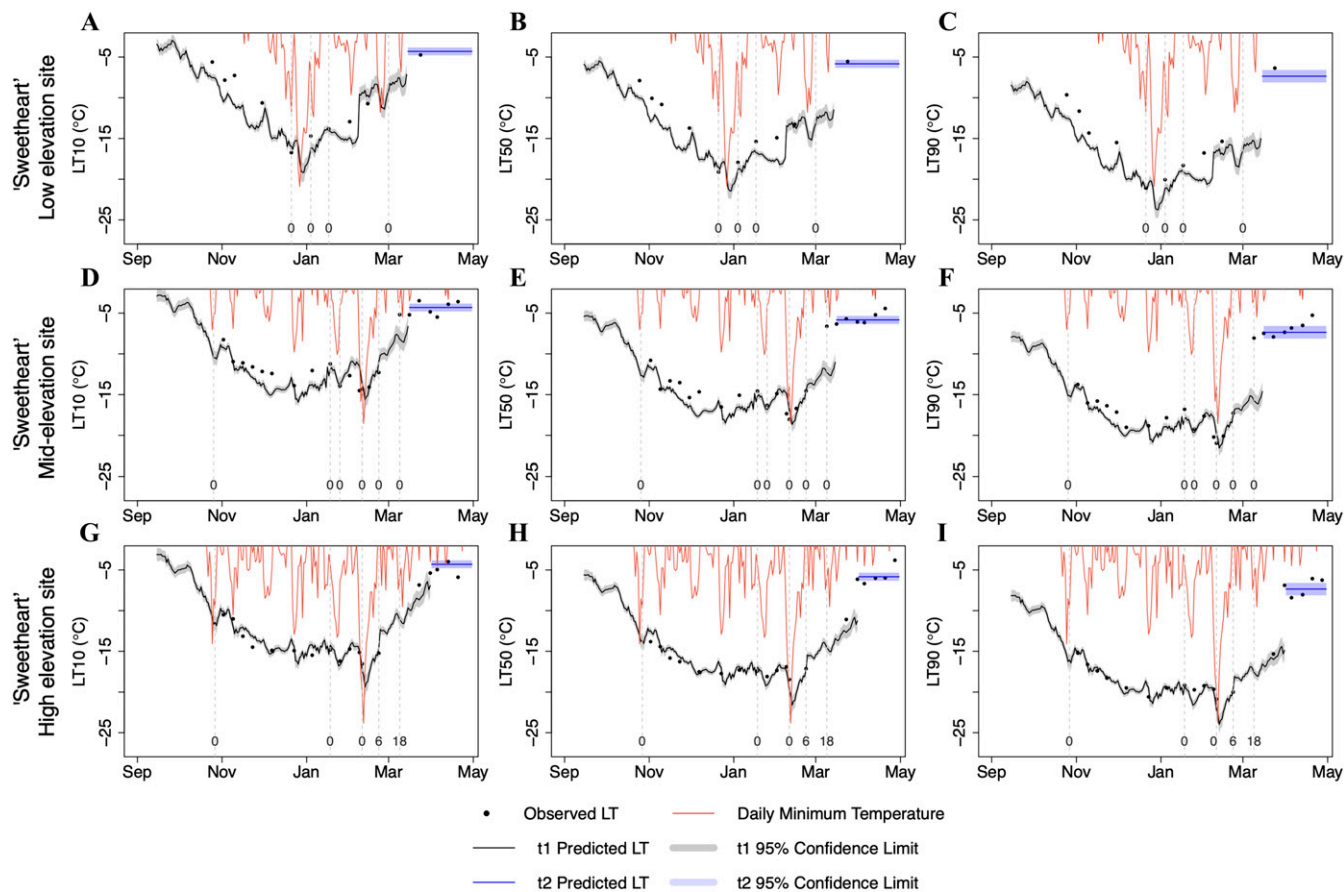 A
B
C
'Sweetheart'
Low elevation site
LT10 (°C)
-5
-15
-25
0 0 0 0
Sep Nov Jan Mar May
LT50 (°C)
-5
-15
-25
0 0 0 0
Sep Nov Jan Mar May
LT90 (°C)
-5
-15
-25
0 0 0 0
Sep Nov Jan Mar May
D
E
F
'Sweetheart'
Mid-elevation site
LT10 (°C)
-5
-15
-25
0 0 0 0 0 0
Sep Nov Jan Mar May
LT50 (°C)
-5
-15
-25
0 0 0 0 0 0
Sep Nov Jan Mar May
LT90 (°C)
-5
-15
-25
0 0 0 0 0 0
Sep Nov Jan Mar May
G
H
I
'Sweetheart'
High elevation site
LT10 (°C)
-5
-15
-25
0 0 0 6 18
Sep Nov Jan Mar May
LT50 (°C)
-5
-15
-25
0 0 0 6 18
Sep Nov Jan Mar May
LT90 (°C)
-5
-15
-25
0 0 0 6 18
Sep Nov Jan Mar May
Observed LT
Daily Minimum Temperature
t1 Predicted LT
t1 95% Confidence Limit
t2 Predicted LT
t2 95% Confidence Limit